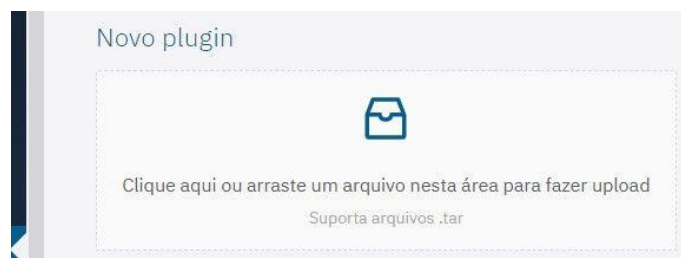 Novo plugin
Clique aqui ou arraste um arquivo nesta área para fazer upload
Suporta arquivos .tar